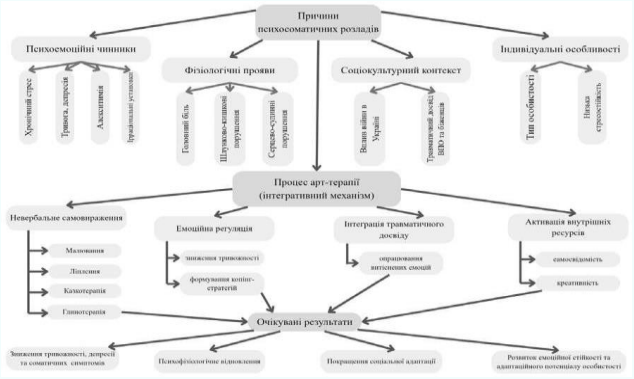 Причини
психосоматичних розладів
Психоемоційні чинники
Індивідуальні особливості
Фізіологічні прояви
Соціокультурний контекст
Хронічний стрес
Тривога, депресія
Алекситимія
Ірраціональні установки
Головний біль
Шлунково-кишкові
порушення
Серцево-судинні
порушення
Вплив війни в
Україні
Травматичний досвід
ВПО та біженців
Тип особистості
Низька
стресостійкість
Процес арт-терапії
(інтегративний механізм)
Невербальне самовираження
Малювання
Ліплення
Казкотерапія
Глинотерапія
Емоційна регуляція
зниження тривожності
формування копінг-
стратегій
Інтеграція травматичного
досвіду
опрацювання
витіснених емоцій
Активація внутрішніх
ресурсів
самосвідомість
креативність
Очікувані результати
Зниження тривожності, депресії
та соматичних симптомів
Психофізіологічне відновлення
Покращення соціальної адаптації
Розвиток емоційної стійкості та
адаптаційного потенціалу особистості